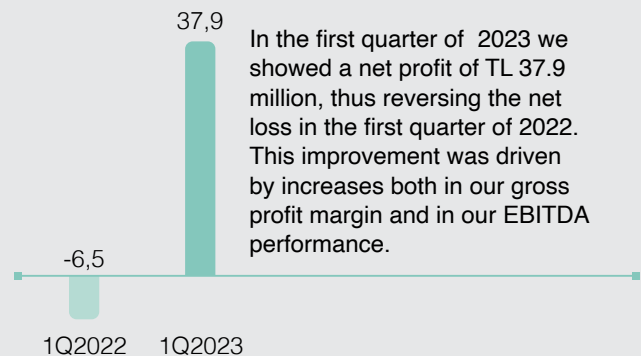 37,9
In the first quarter of 2023 we
showed a net profit of TL 37.9
million, thus reversing the net
loss in the first quarter of 2022.
This improvement was driven
by increases both in our gross
profit margin and in our EBITDA
performance.
-6,5
1Q2022 1Q2023